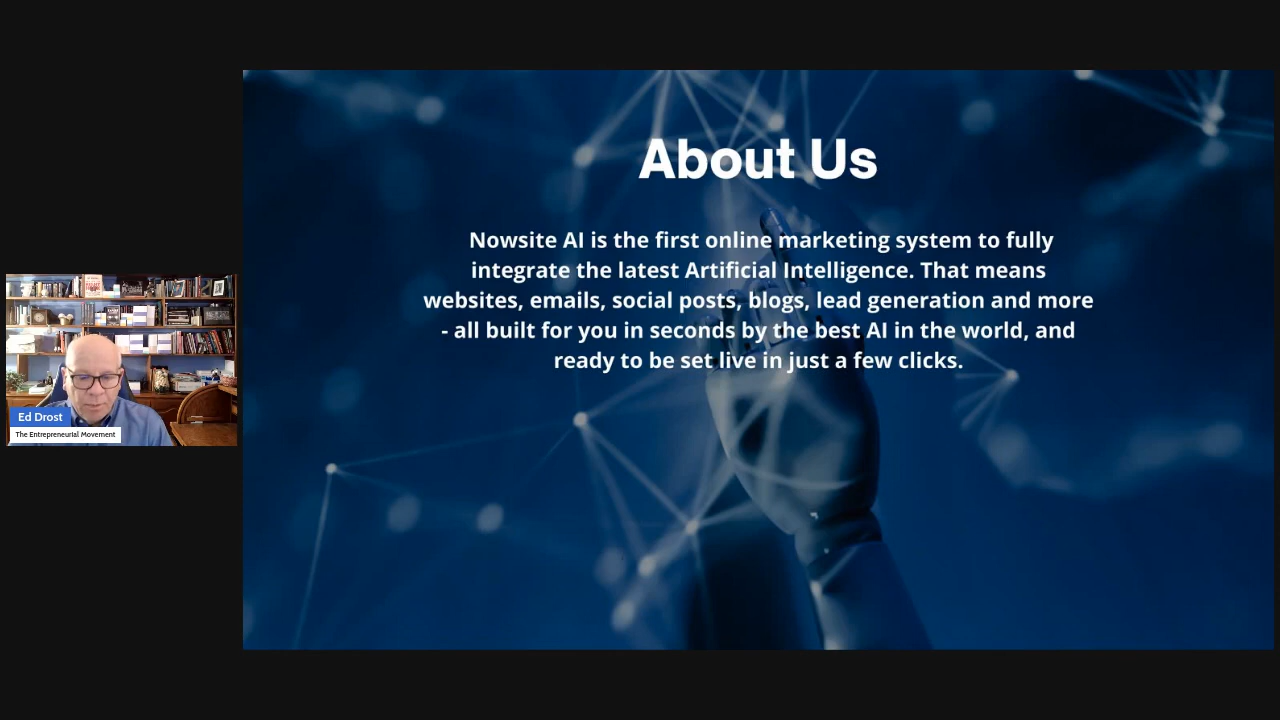 About Us
Nowsite AI is the first online marketing system to fully
integrate the latest Artificial Intelligence. That means
websites, emails, social posts, blogs, lead generation and more
- all built for you in seconds by the best AI in the world, and
ready to be set live in just a few clicks.
Ed Drost
The Entrepreneurial Movement